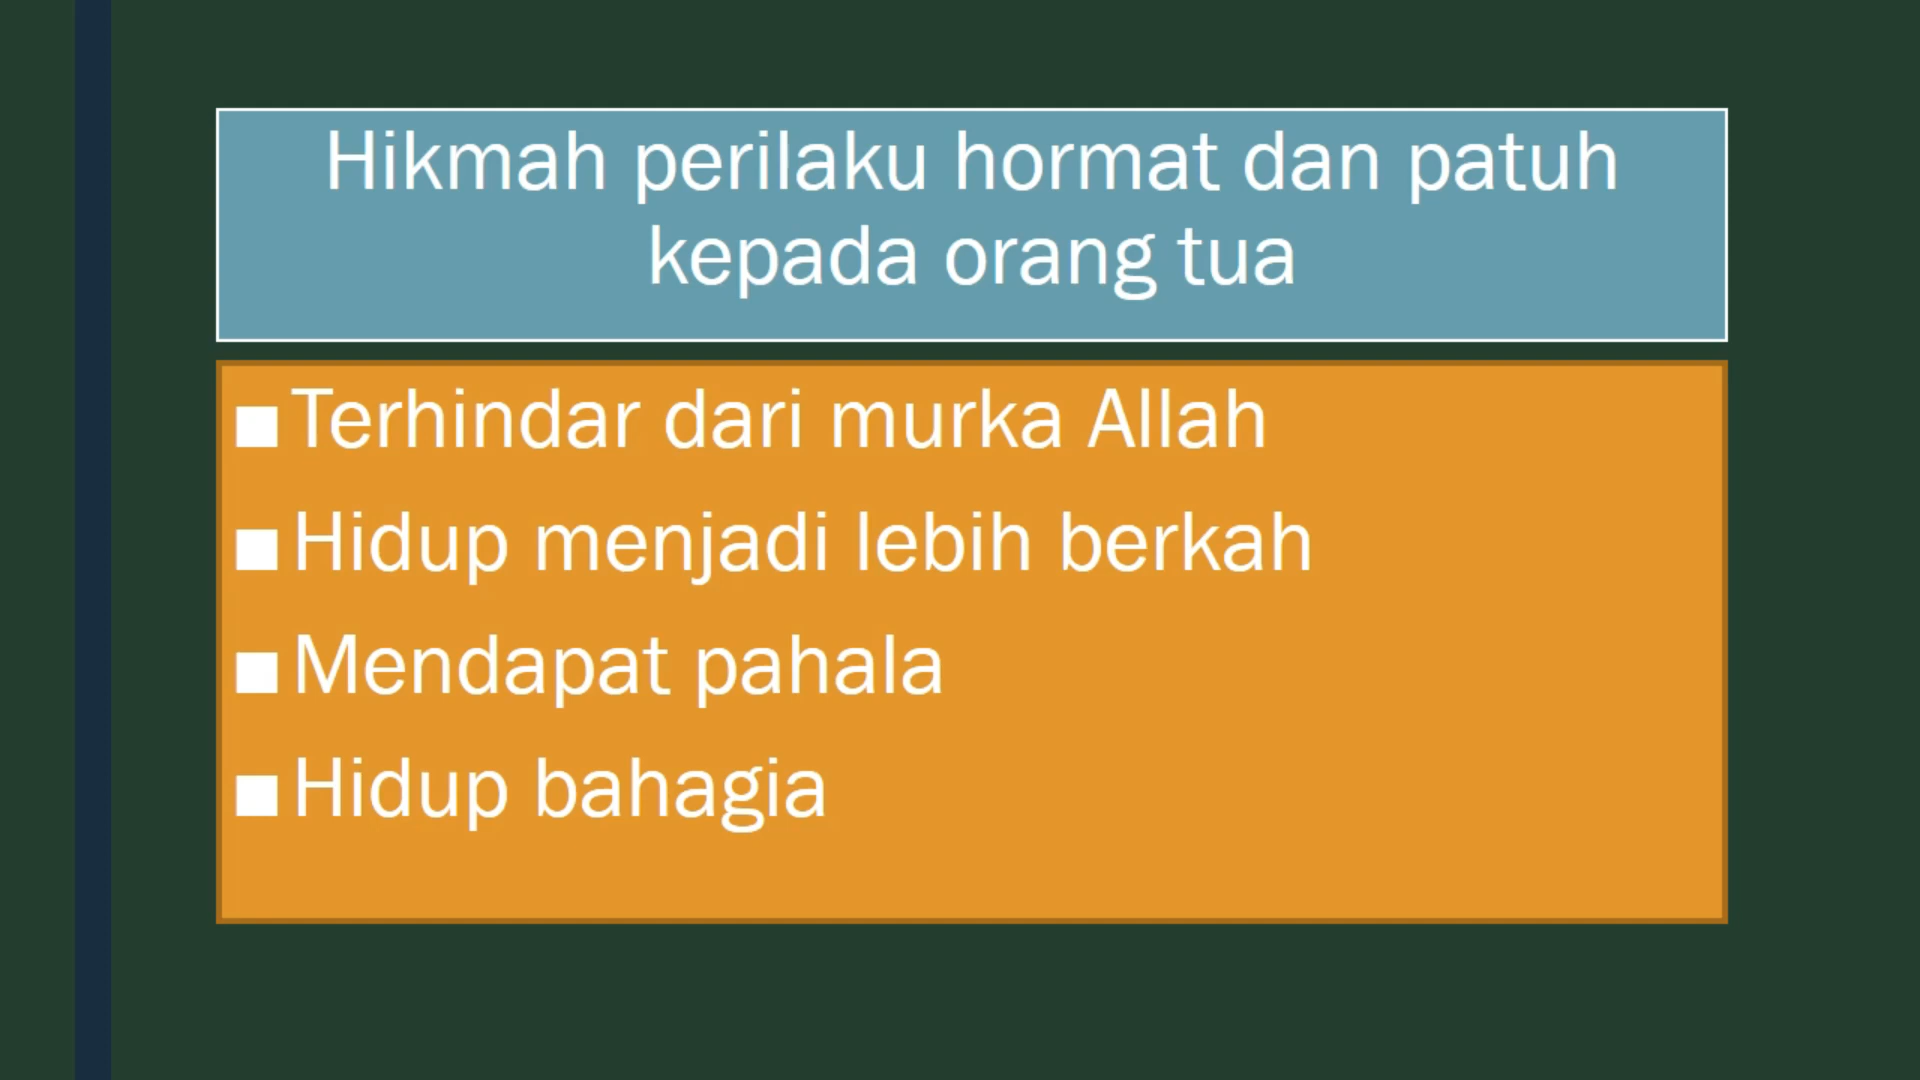 Hikmah perilaku hormat dan patuh
kepada orang tua
■ Terhindar dari murka Allah
■ Hidup menjadi lebih berkah
■ Mendapat pahala
■ Hidup bahagia